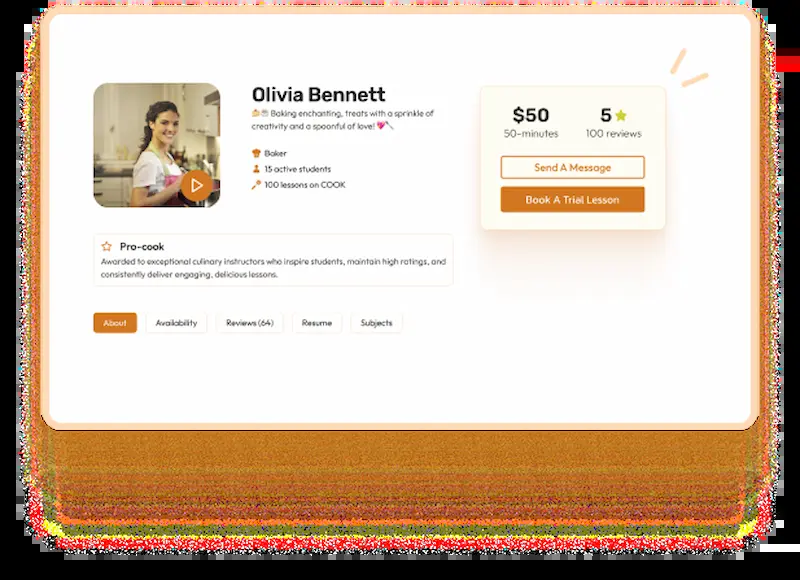 Olivia Bennett
Baking enchanting, treats with a sprinkle of
creativity and a spoonful of love!
Baker
15 active students
100 lessons on COOK
$50
50-minutes
5
100 reviews
Send A Message
Book A Trial Lesson
Pro-cook
Awarded to exceptional culinary instructors who inspire students, maintain high ratings, and
consistently deliver engaging, delicious lessons.
About
Availability
Reviews (64)
Resume
Subjects